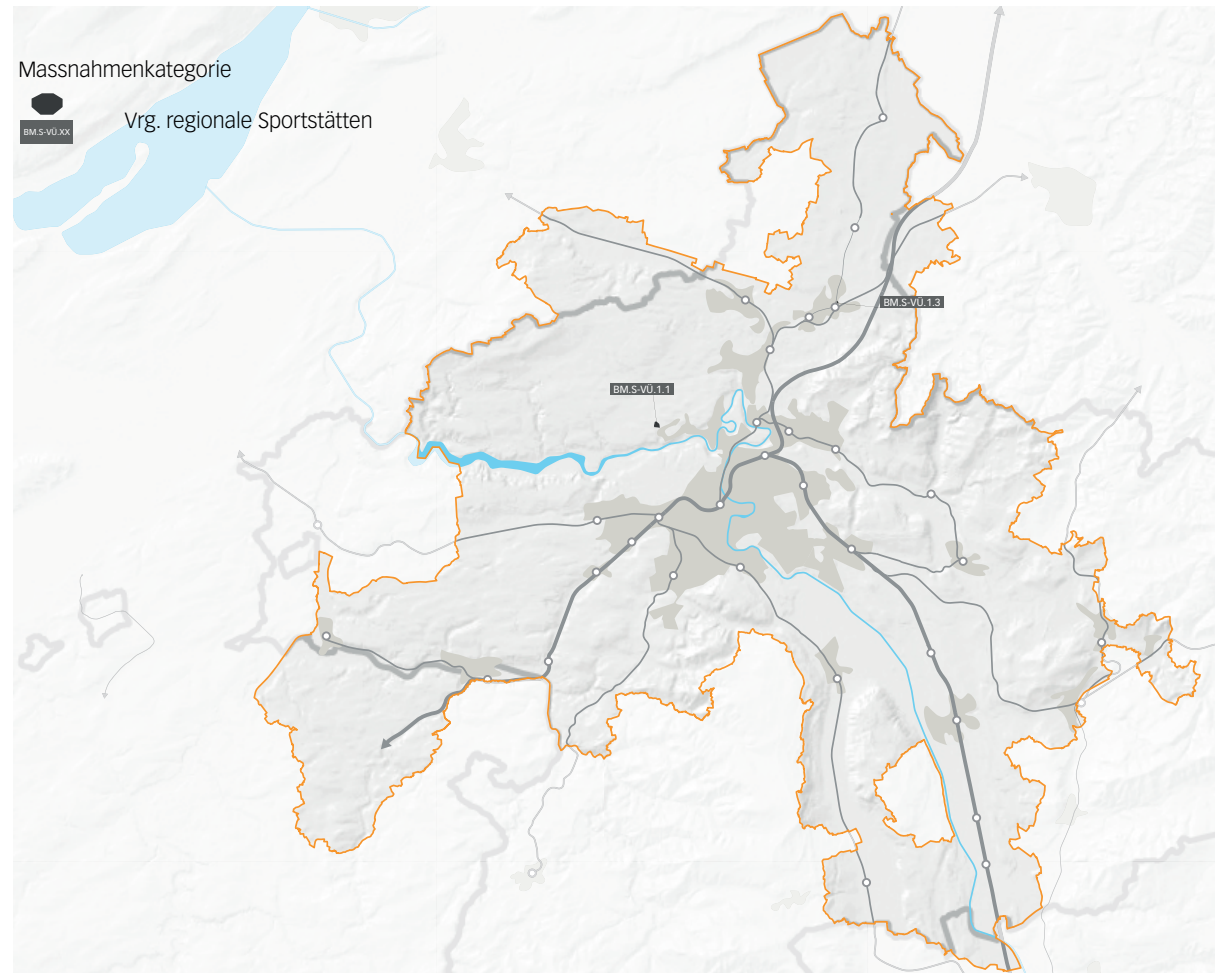 Massnahmenkategorie
BM.S-VÜ.XX
Vrg. regionale Sportstätten
BM.S-VÜ.1.3
BM.S-VÜ.1.1